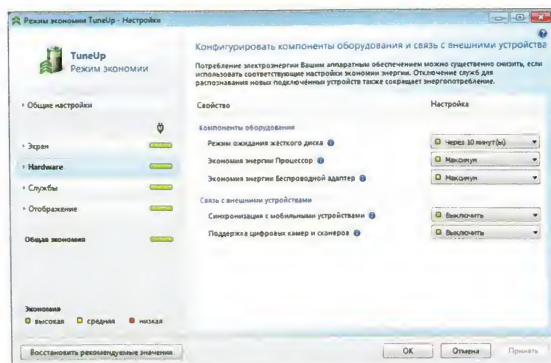 Режим экономии TuneUp - Настройки
TuneUp
Режим экономии
Конфигурировать компоненты оборудования и связь с внешними устройства
Потребление электроэнергии Вашим аппаратным обеспечением можно существенно снизить, если
использовать соответствующие настройки экономии энергии. Отключение служб для
распознавания новых подключённых устройств также сокращает энергопотребление.
Общие настройки
Экран
Hardware
Службы
Отображение
Общая экономия
Свойство
Настройка
Компоненты оборудования
Режим ожидания жёсткого диска
Через 10 минут(ы)
Экономия энергии Процессор
Максимум
Экономия энергии Беспроводной адаптер
Максимум
Связь с внешними устройствами
Синхронизация с мобильными устройствами
Выключить
Поддержка цифровых камер и сканеров
Выключить
Экономия
высокая
средняя
низкая
Восстановить рекомендуемые значения
OK
Отмена
Принять